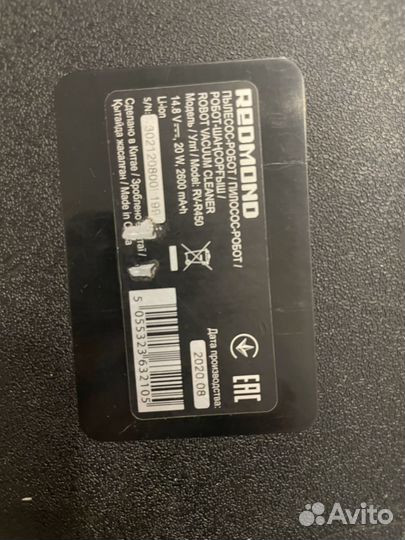 REDMOND
ПЫЛЕСОС-РОБОТ / ПИЛОСОС-РОБОТ /
РОБОТ-ШАҢСОРҒЫШ /
ROBOT VACUUM CLEANER
Модель / Үлгі / Model: RV-R450
14,8 V⎓, 20 W, 2600 mA•h
Li-ion
S/N:
Сделано в Китае / Зроблено в
Қытайда жасалған / Made in China
Дата производства:
2020.08
EAC
5 055323 632105
Avito